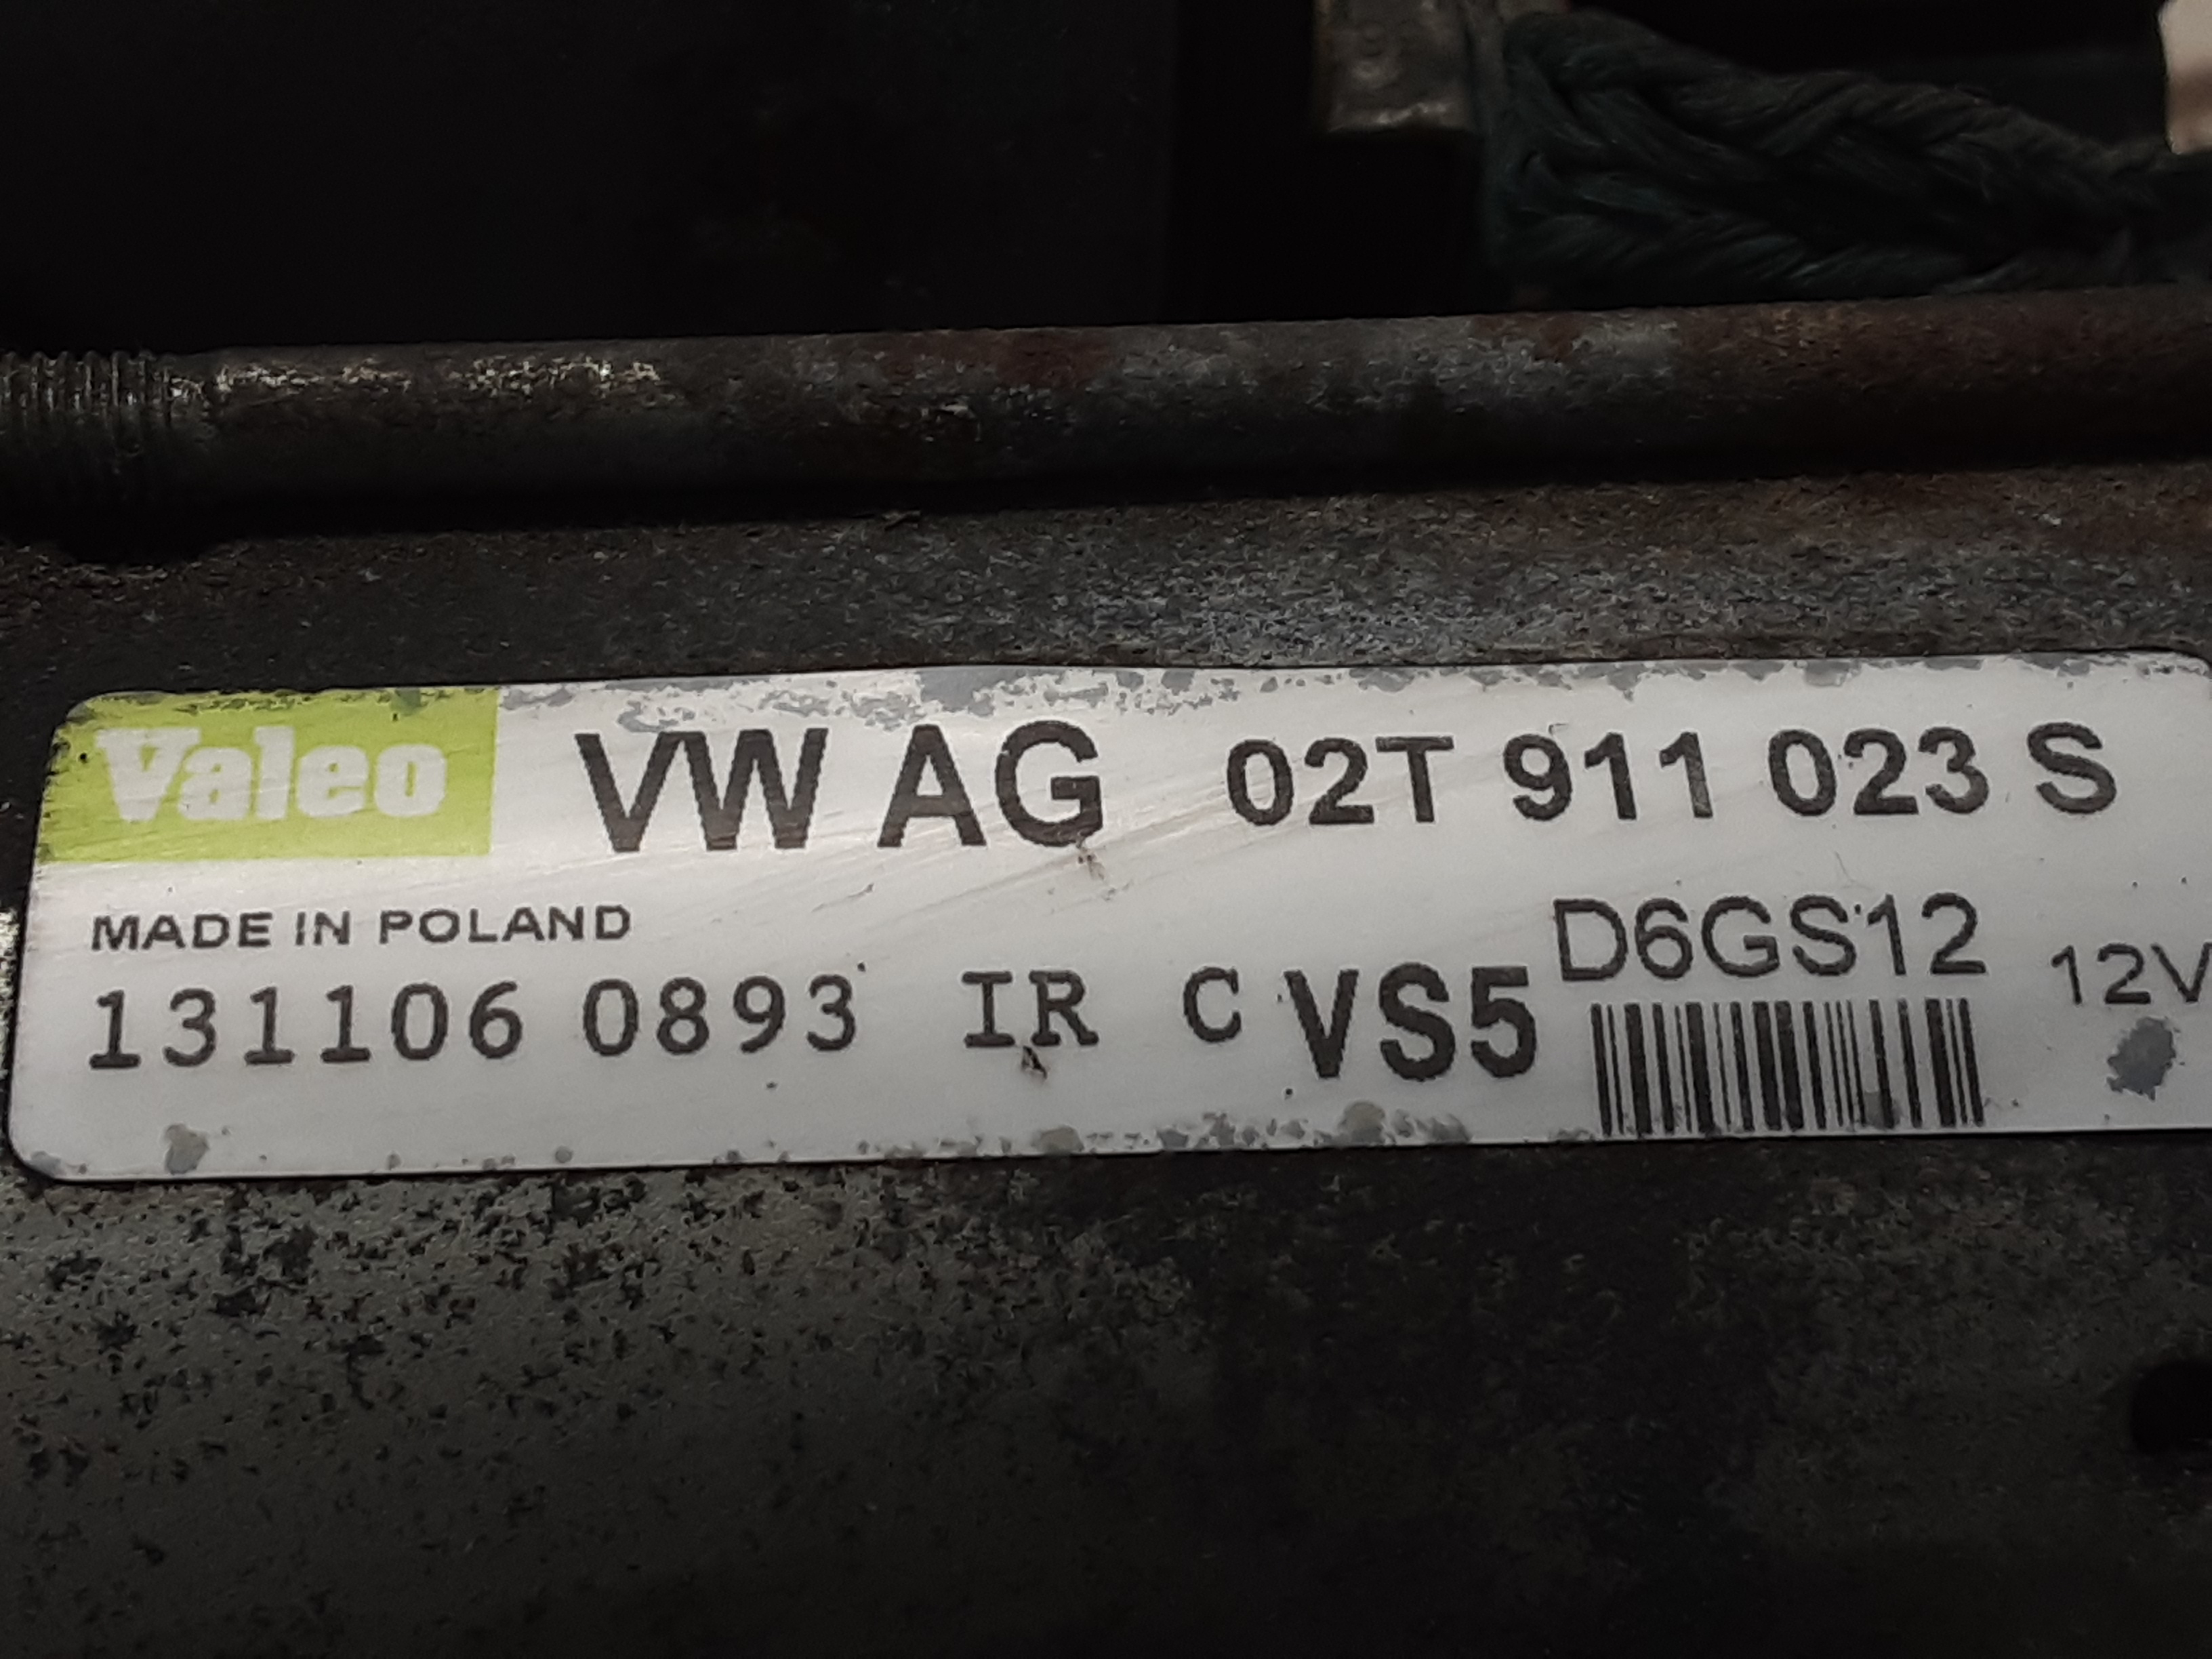 Valeo VW AG 02T 911 023 S
MADE IN POLAND D6GS12 12V
131106 0893 IR C VS5